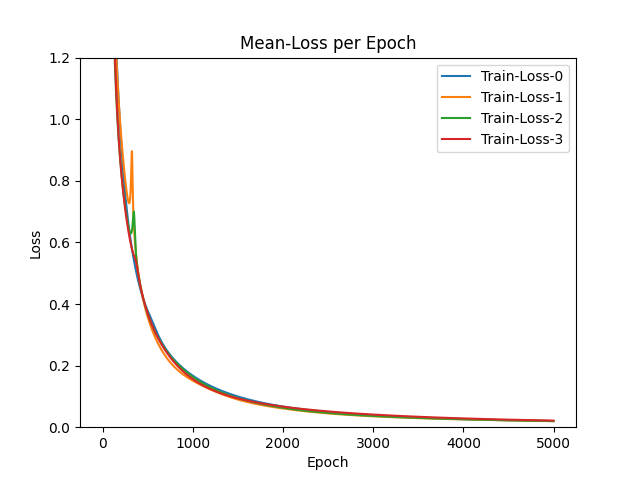 Mean-Loss per Epoch
1.2
1.0
0.8
0.6
0.4
0.2
0.0
Loss
Train-Loss-0
Train-Loss-1
Train-Loss-2
Train-Loss-3
0 1000 2000 3000 4000 5000
Epoch